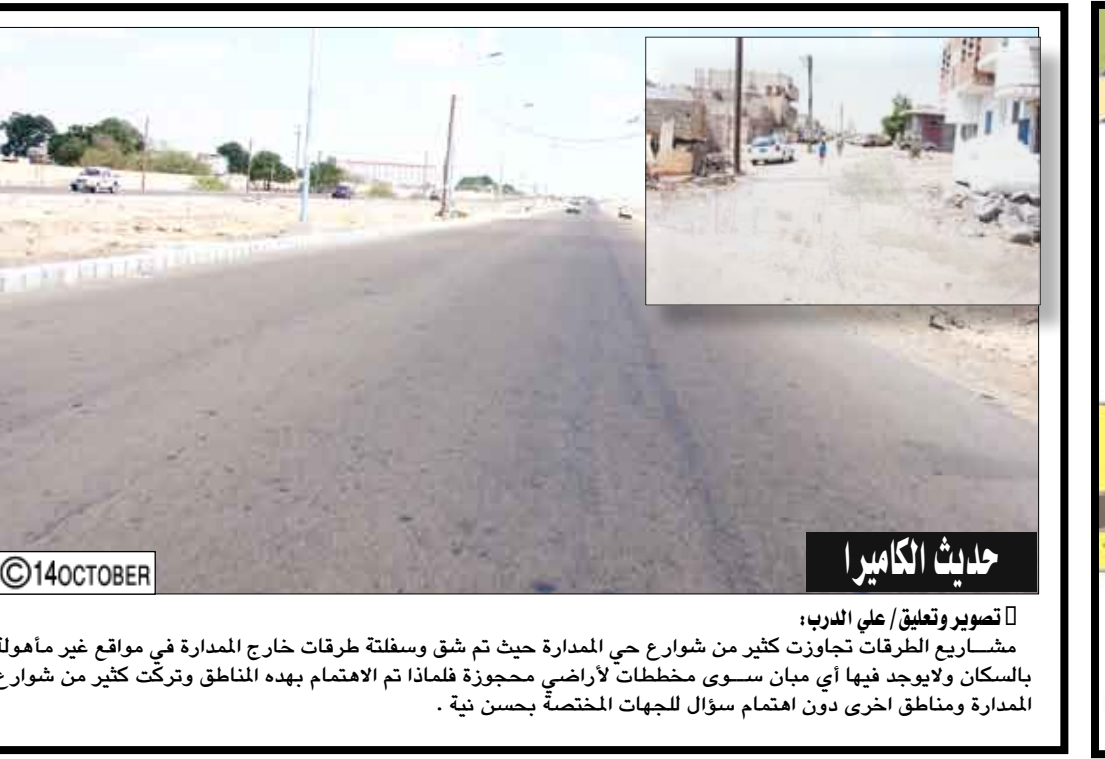 ©14OCTOBER
حديث الكاميرا
تصوير وتعليق/ علي الدرب:
مشـــاريع الطرقات تجاوزت كثير من شوارع حي المدارة حيث تم شق وسفلتة طرقات خارج المدارة في مواقع غير مأهولة
بالسكان ولايوجد فيها أي مبان ســـوى مخططات لأراضي محجوزة فلماذا تم الاهتمام بهده المناطق وتركت كثير من شوارع
المدارة ومناطق اخرى دون اهتمام سؤال للجهات المختصة بحسن نية .